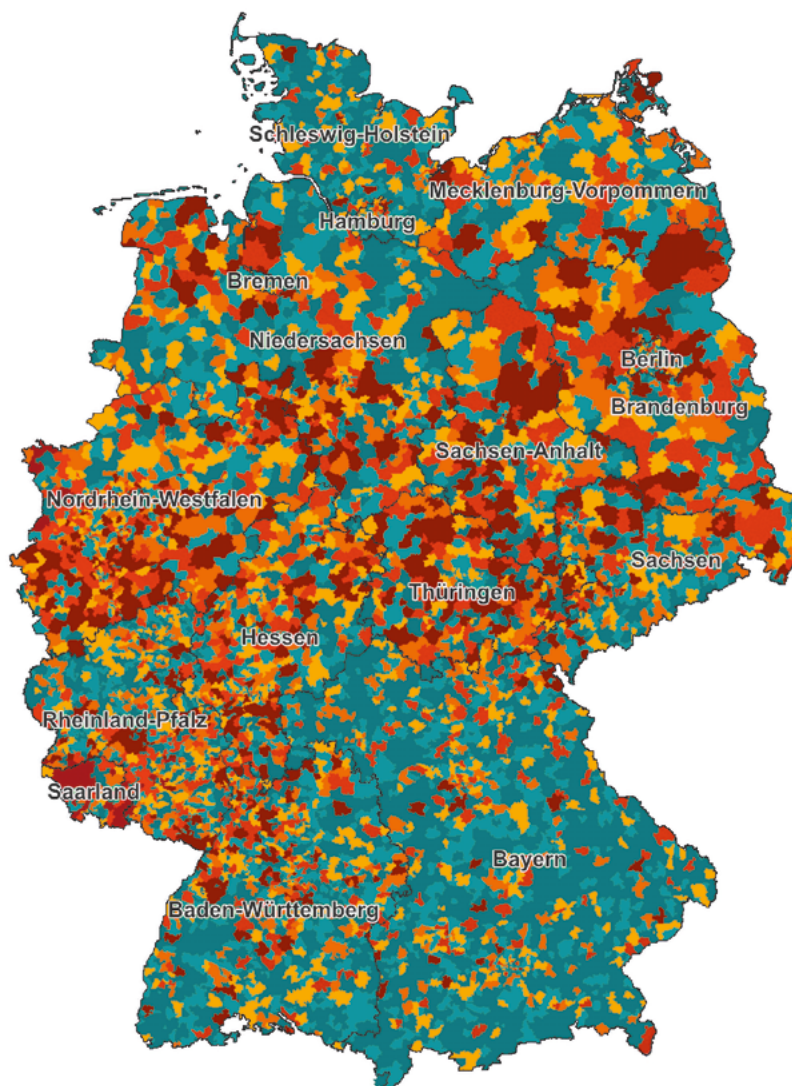 Schleswig-Holstein
Mecklenburg-Vorpommern
Hamburg
Bremen
Niedersachsen
Berlin
Brandenburg
Sachsen-Anhalt
Nordrhein-Westfalen
Sachsen
Thüringen
Hessen
Rheinland-Pfalz
Saarland
Bayern
Baden-Württemberg